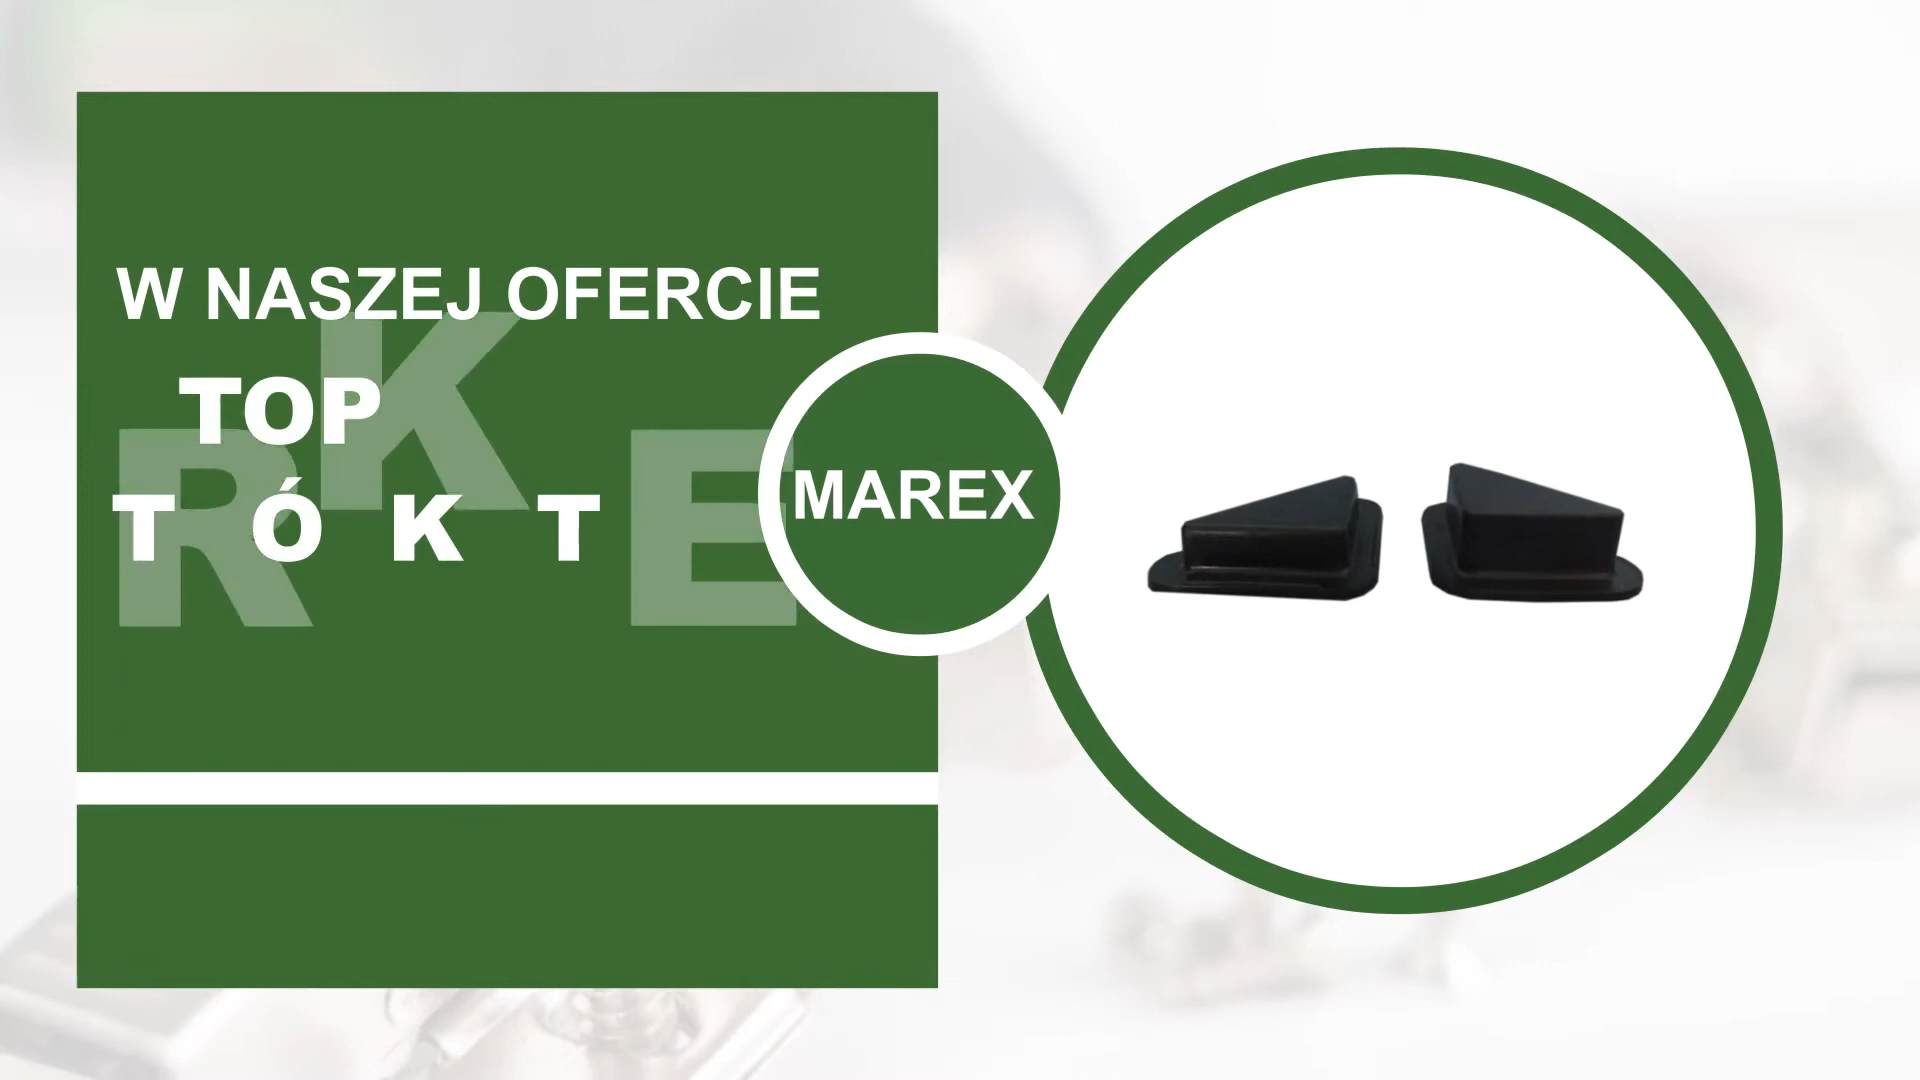 W NASZEJ OFERCIE
TOP
T Ó K T
R K E
MAREX